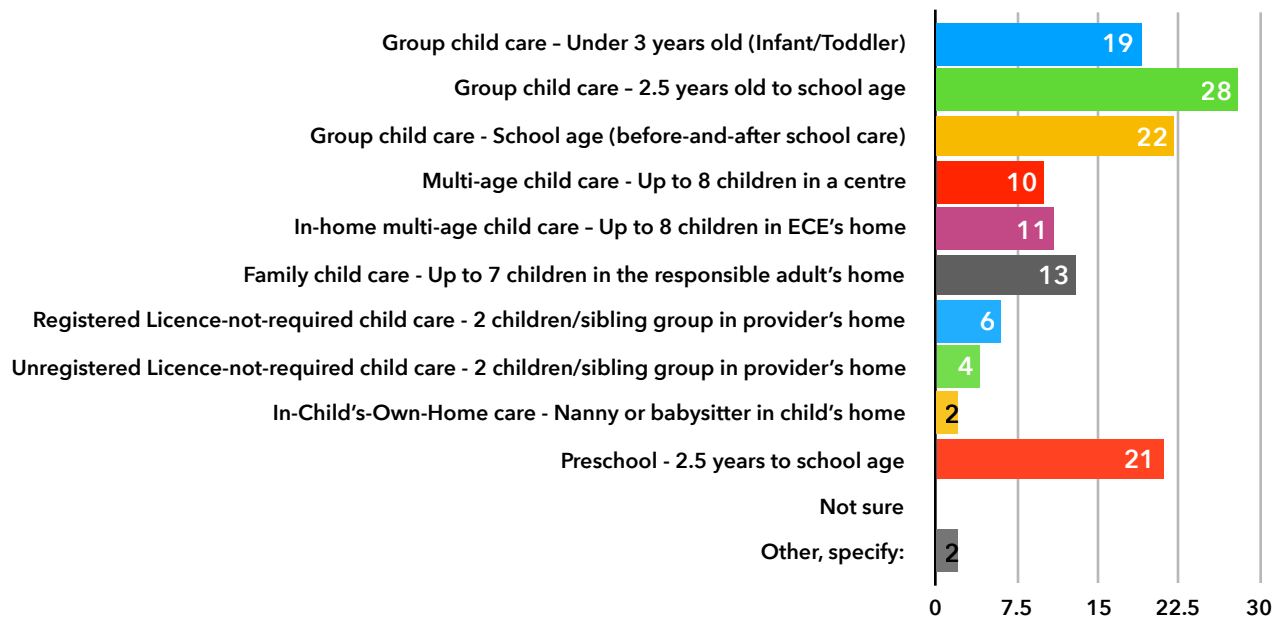 Group child care – Under 3 years old (Infant/Toddler) 19
Group child care – 2.5 years old to school age 28
Group child care - School age (before-and-after school care) 22
Multi-age child care - Up to 8 children in a centre 10
In-home multi-age child care – Up to 8 children in ECE’s home 11
Family child care - Up to 7 children in the responsible adult’s home 13
Registered Licence-not-required child care - 2 children/sibling group in provider’s home 6
Unregistered Licence-not-required child care - 2 children/sibling group in provider’s home 4
In-Child’s-Own-Home care - Nanny or babysitter in child’s home 2
Preschool - 2.5 years to school age 21
Not sure
Other, specify: 2
0 7.5 15 22.5 30